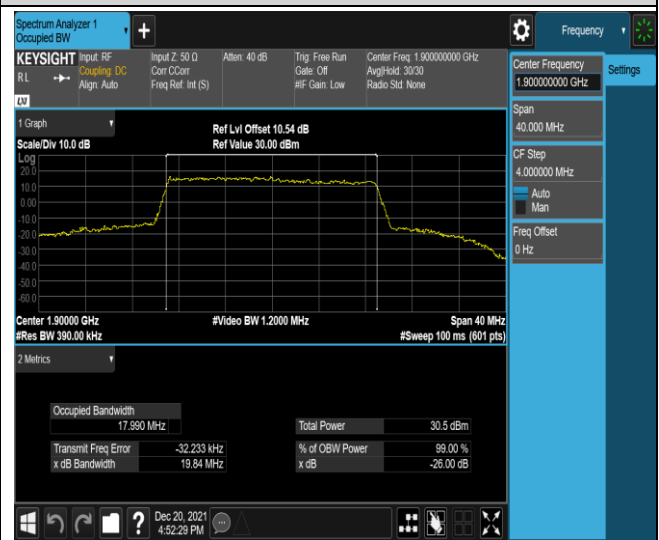 Spectrum Analyzer 1
Occupied BW
+
Frequency
KEYSIGHT
RL
LXI
Input: RF
Coupling: DC
Align: Auto
Input Z: 50 Ω
Corr CCorr
Freq Ref: Int (S)
Atten: 40 dB
Trig: Free Run
Gate: Off
#IF Gain: Low
Center Freq: 1.900000000 GHz
Avg|Hold: 30/30
Radio Std: None
Center Frequency
1.900000000 GHz
Settings
Span
40.000 MHz
CF Step
4.000000 MHz
Auto
Man
Freq Offset
0 Hz
1 Graph
Ref Lvl Offset 10.54 dB
Scale/Div 10.0 dB
Ref Value 30.00 dBm
Log
20.0
10.0
0.00
-10.0
-20.0
-30.0
-40.0
-50.0
-60.0
Center 1.90000 GHz
#Video BW 1.2000 MHz
Span 40 MHz
#Res BW 390.00 kHz
#Sweep 100 ms (601 pts)
2 Metrics
Occupied Bandwidth
17.990 MHz
Total Power 30.5 dBm
Transmit Freq Error -32.233 kHz
% of OBW Power 99.00 %
x dB Bandwidth 19.84 MHz
x dB -26.00 dB
?
Dec 20, 2021
4:52:29 PM